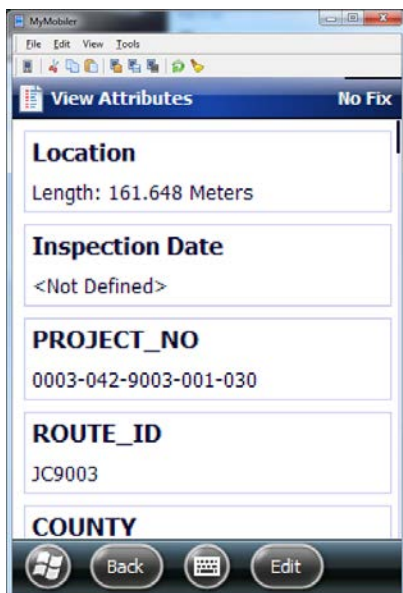 MyMobiler
File Edit View Tools
View Attributes No Fix
Location
Length: 161.648 Meters
Inspection Date
<Not Defined>
PROJECT_NO
0003-042-9003-001-030
ROUTE_ID
JC9003
COUNTY
Back Edit